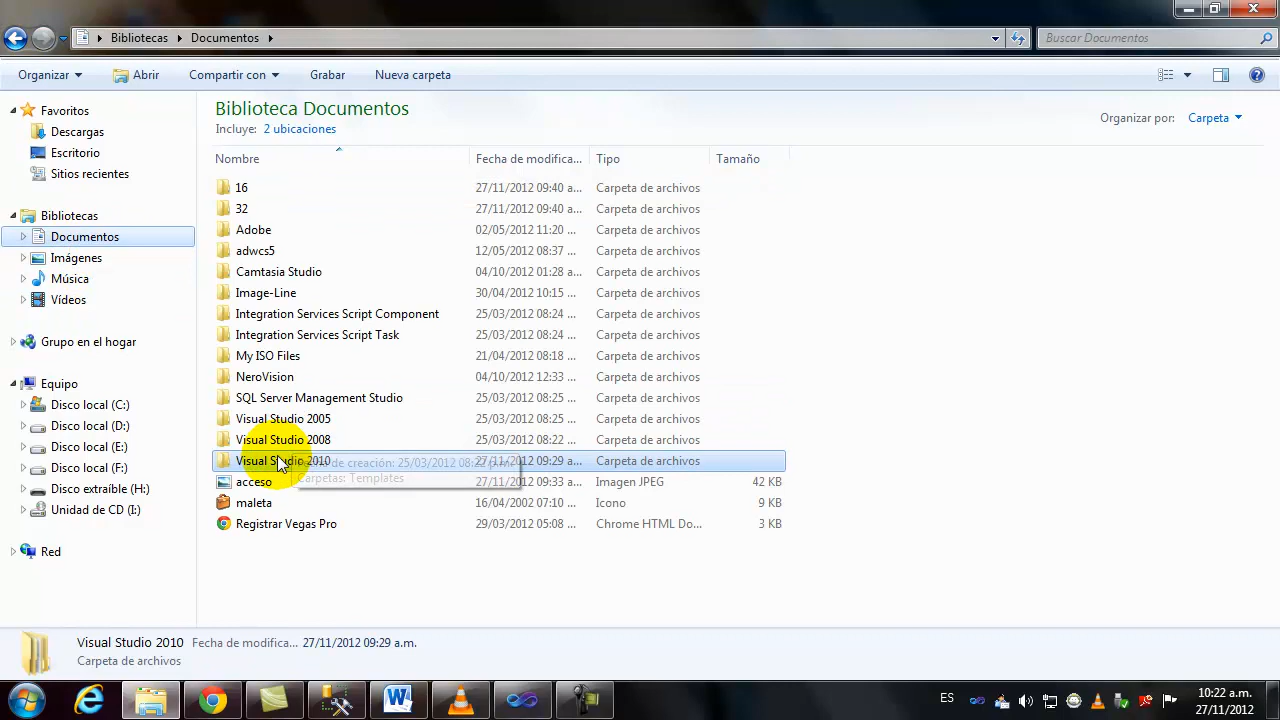 Bibliotecas Documentos
Buscar Documentos
Organizar Abrir Compartir con Grabar Nueva carpeta
Favoritos
Descargas
Escritorio
Sitios recientes
Bibliotecas
Documentos
Imágenes
Música
Vídeos
Grupo en el hogar
Equipo
Disco local (C:)
Disco local (D:)
Disco local (E:)
Disco local (F:)
Disco extraíble (H:)
Unidad de CD (I:)
Red
Biblioteca Documentos
Incluye: 2 ubicaciones
Organizar por: Carpeta
Nombre Fecha de modifica... Tipo Tamaño
16 27/11/2012 09:40 a... Carpeta de archivos
32 27/11/2012 09:40 a... Carpeta de archivos
Adobe 02/05/2012 11:20 ... Carpeta de archivos
adwcs5 12/05/2012 08:37 ... Carpeta de archivos
Camtasia Studio 04/10/2012 01:28 a... Carpeta de archivos
Image-Line 30/04/2012 10:15 ... Carpeta de archivos
Integration Services Script Component 25/03/2012 08:24 ... Carpeta de archivos
Integration Services Script Task 25/03/2012 08:24 ... Carpeta de archivos
My ISO Files 21/04/2012 08:18 ... Carpeta de archivos
NeroVision 04/10/2012 12:33 ... Carpeta de archivos
SQL Server Management Studio 25/03/2012 08:25 ... Carpeta de archivos
Visual Studio 2005 25/03/2012 08:25 ... Carpeta de archivos
Visual Studio 2008 25/03/2012 08:22 ... Carpeta de archivos
Visual Studio 2010 27/11/2012 09:29 a... Carpeta de archivos
de creación: 25/03/2012 08:22 p.m.
Carpetas: Templates
acceso 27/11/2012 09:33 a... Imagen JPEG 42 KB
maleta 16/04/2002 07:10 ... Icono 9 KB
Registrar Vegas Pro 29/03/2012 05:08 ... Chrome HTML Do... 3 KB
Visual Studio 2010 Fecha de modifica... 27/11/2012 09:29 a.m.
Carpeta de archivos
ES
10:22 a.m.
27/11/2012